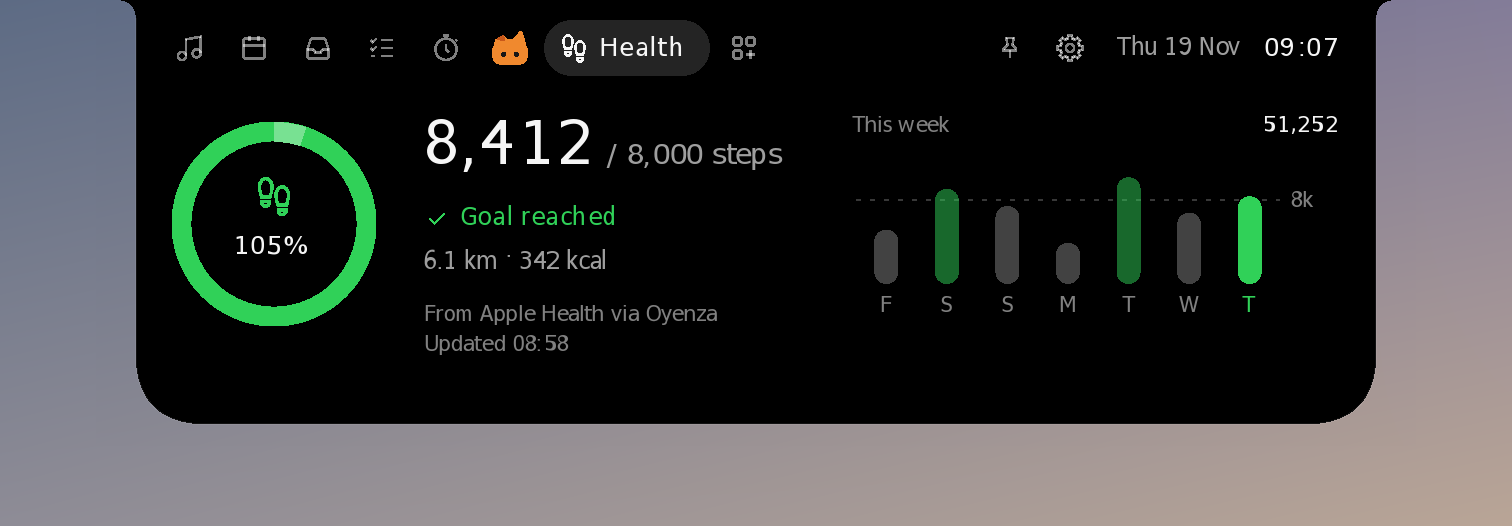 Health
Thu 19 Nov 09:07
105%
8,412 / 8,000 steps
Goal reached
6.1 km · 342 kcal
From Apple Health via Oyenza
Updated 08:58
This week 51,252
8k
F S S M T W T